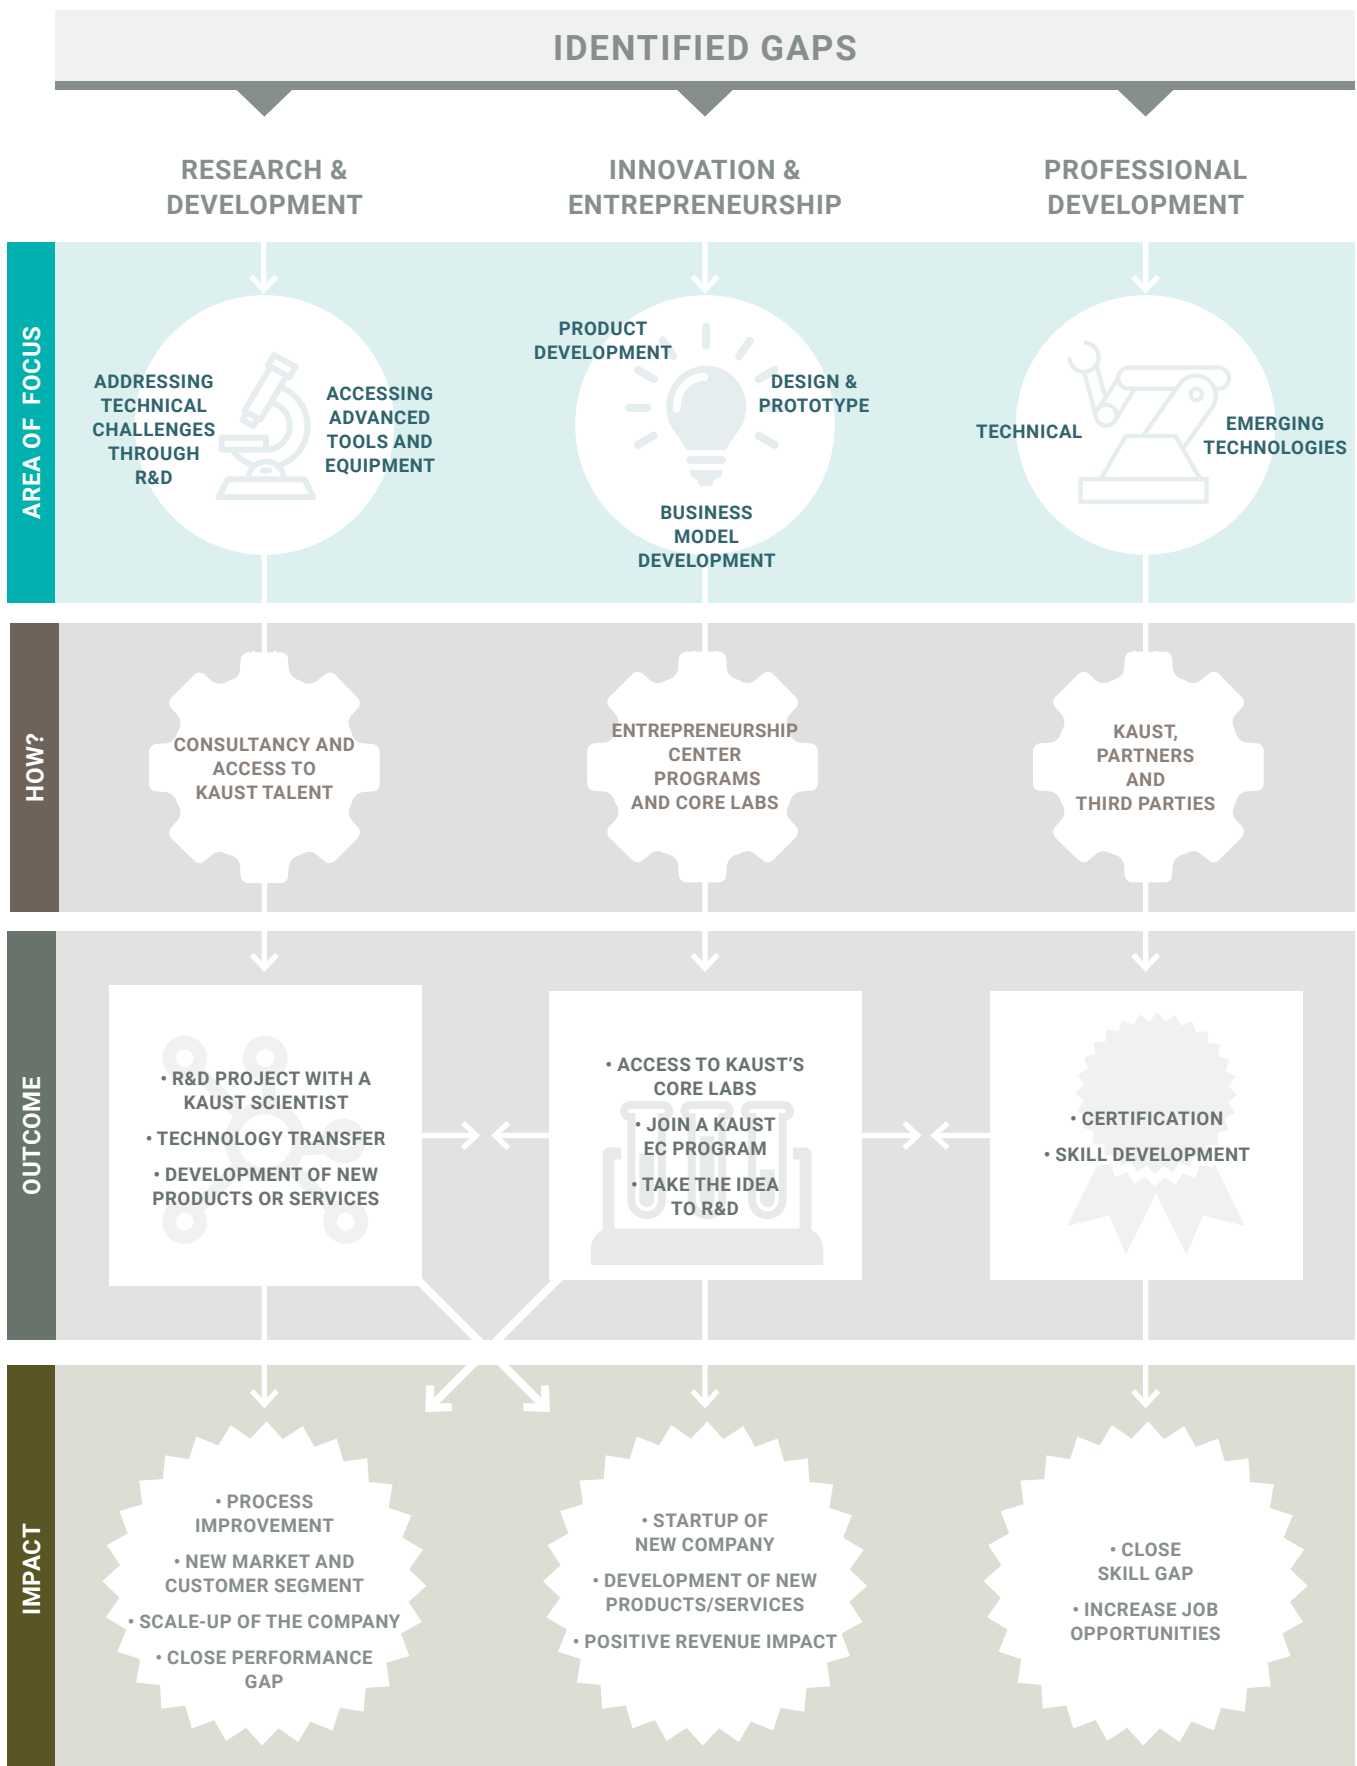 IDENTIFIED GAPS
RESEARCH &
DEVELOPMENT
INNOVATION &
ENTREPRENEURSHIP
PROFESSIONAL
DEVELOPMENT
AREA OF FOCUS
ADDRESSING
TECHNICAL
CHALLENGES
THROUGH
R&D
ACCESSING
ADVANCED
TOOLS AND
EQUIPMENT
PRODUCT
DEVELOPMENT
DESIGN &
PROTOTYPE
BUSINESS
MODEL
DEVELOPMENT
TECHNICAL
EMERGING
TECHNOLOGIES
HOW?
CONSULTANCY AND
ACCESS TO
KAUST TALENT
ENTREPRENEURSHIP
CENTER
PROGRAMS
AND CORE LABS
KAUST,
PARTNERS
AND
THIRD PARTIES
OUTCOME
• R&D PROJECT WITH A
KAUST SCIENTIST
• TECHNOLOGY TRANSFER
• DEVELOPMENT OF NEW
PRODUCTS OR SERVICES
• ACCESS TO KAUST'S
CORE LABS
• JOIN A KAUST
EC PROGRAM
• TAKE THE IDEA
TO R&D
• CERTIFICATION
• SKILL DEVELOPMENT
IMPACT
• PROCESS
IMPROVEMENT
• NEW MARKET AND
CUSTOMER SEGMENT
• SCALE-UP OF THE COMPANY
• CLOSE PERFORMANCE
GAP
• STARTUP OF
NEW COMPANY
• DEVELOPMENT OF NEW
PRODUCTS/SERVICES
• POSITIVE REVENUE IMPACT
• CLOSE
SKILL GAP
• INCREASE JOB
OPPORTUNITIES